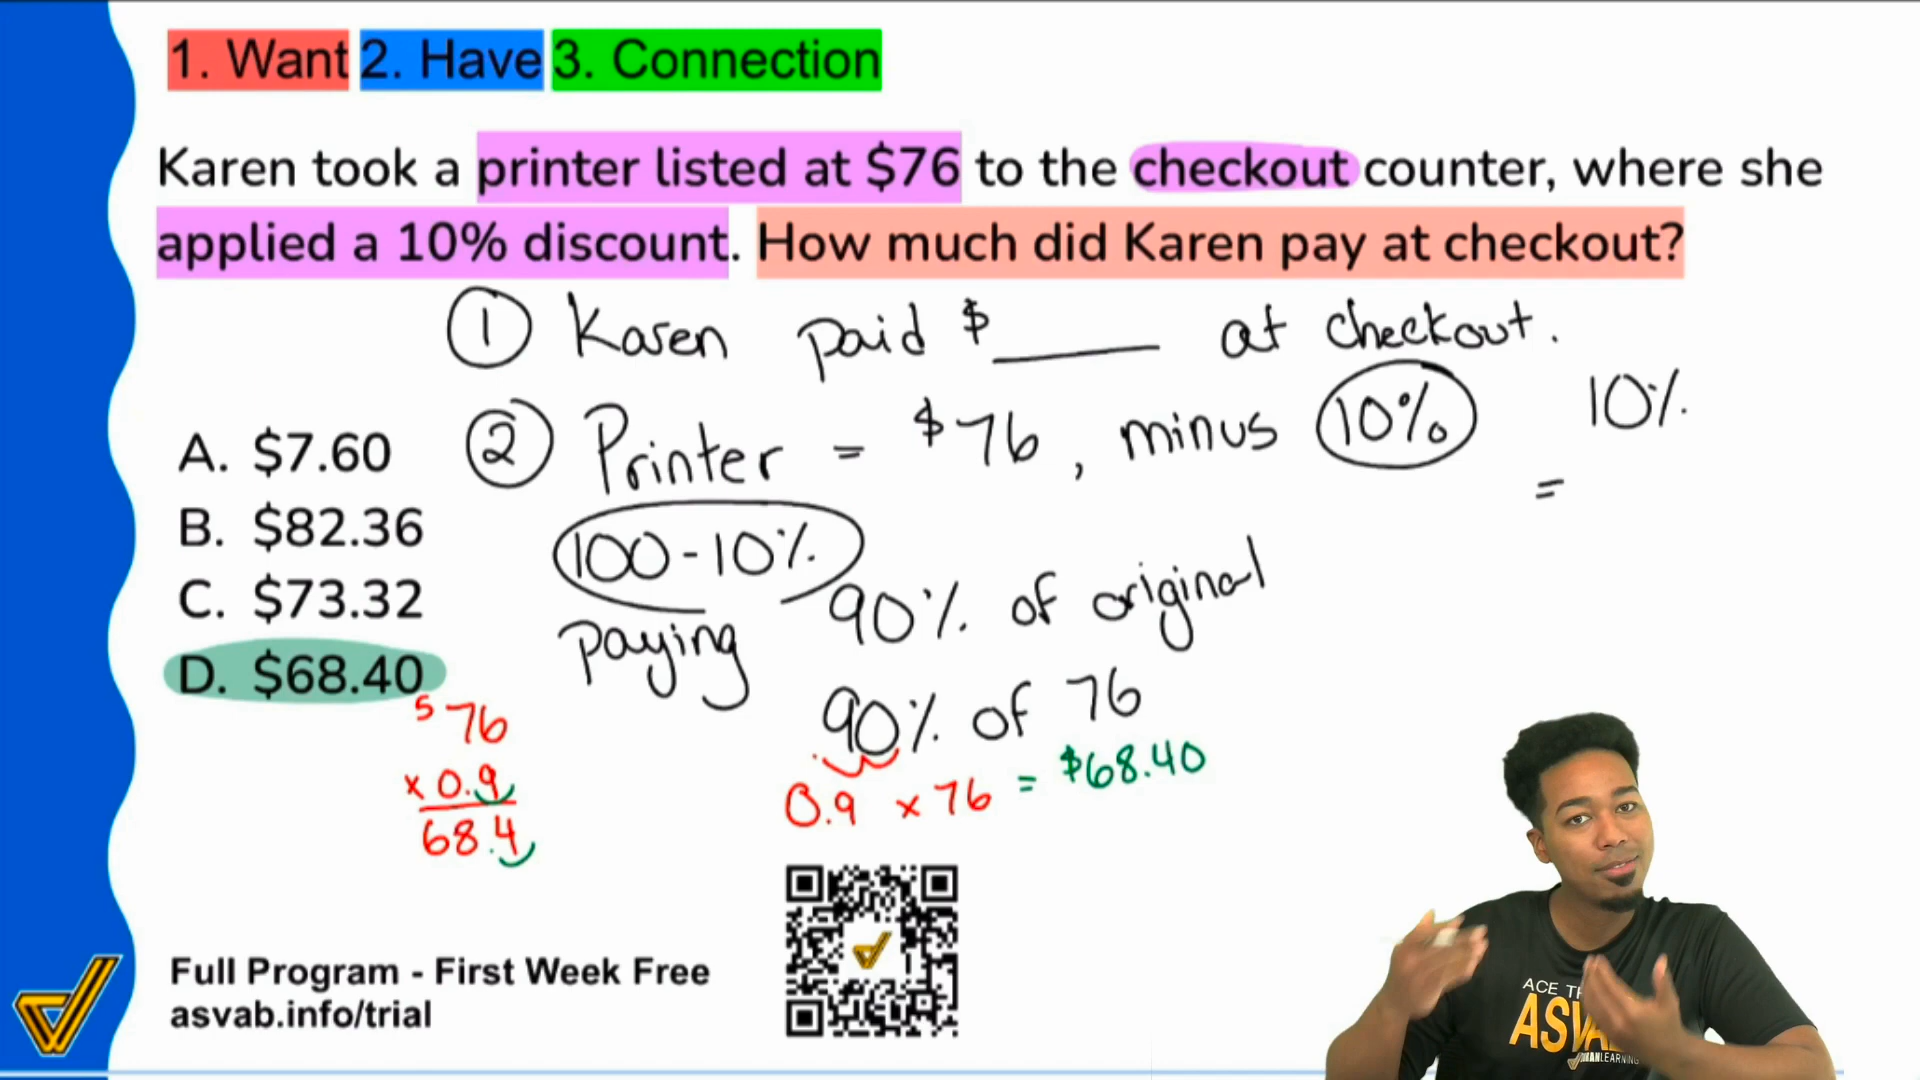 1. Want 2. Have 3. Connection
Karen took a printer listed at $76 to the checkout counter, where she
applied a 10% discount. How much did Karen pay at checkout?
① Karen paid $____ at checkout.
② Printer = $76, minus 10%
10%
=
A. $7.60
B. $82.36
C. $73.32
D. $68.40
100-10%
paying 90% of original
90% of 76
0.9 × 76 = $68.40
5
76
× 0.9
68.4
Full Program - First Week Free
asvab.info/trial
ASVA
LEARNING